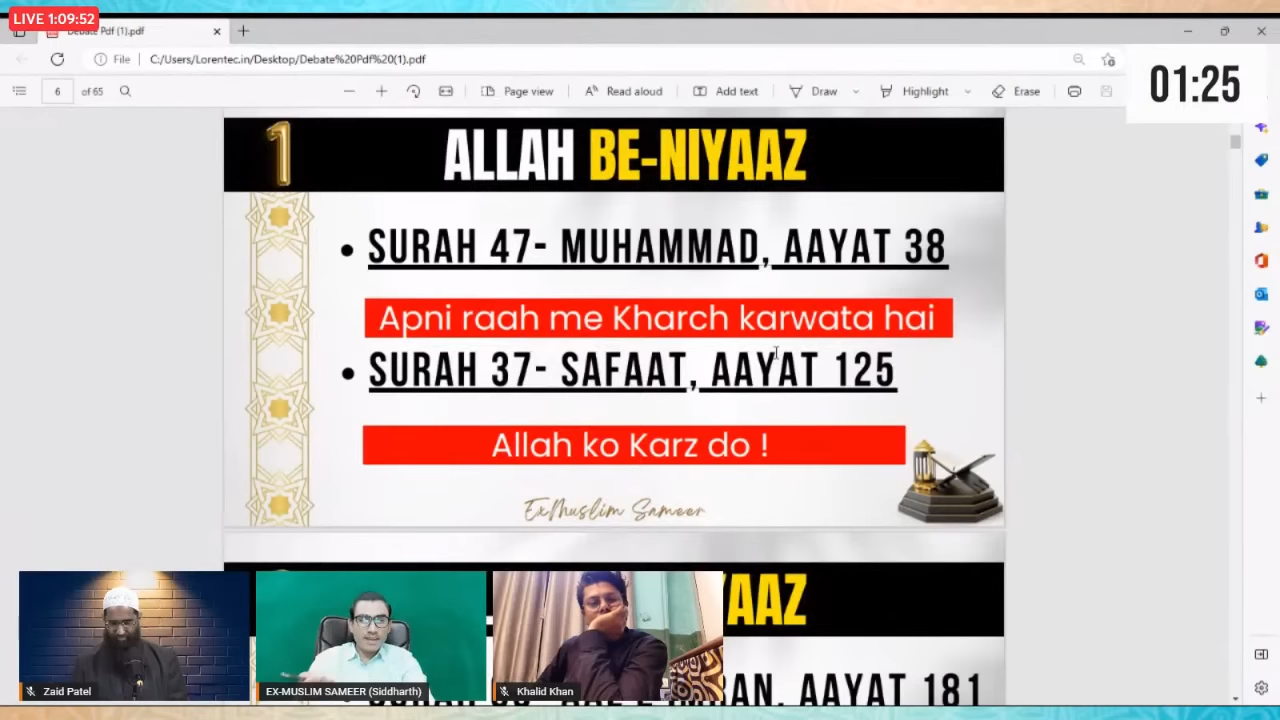 LIVE 1:09:52
Debate Pdf (1).pdf
File C:/Users/Lorentec.in/Desktop/Debate%20Pdf%20(1).pdf
01:25
6 of 65 Page view Read aloud Add text Draw Highlight Erase
1 ALLAH BE-NIYAAZ
• SURAH 47- MUHAMMAD, AAYAT 38
Apni raah me Kharch karwata hai
• SURAH 37- SAFAAT, AAYAT 125
Allah ko Karz do !
ExMuslim Sameer
YAAZ
RAN, AAYAT 181
Zaid Patel
EX-MUSLIM SAMEER (Siddharth)
Khalid Khan